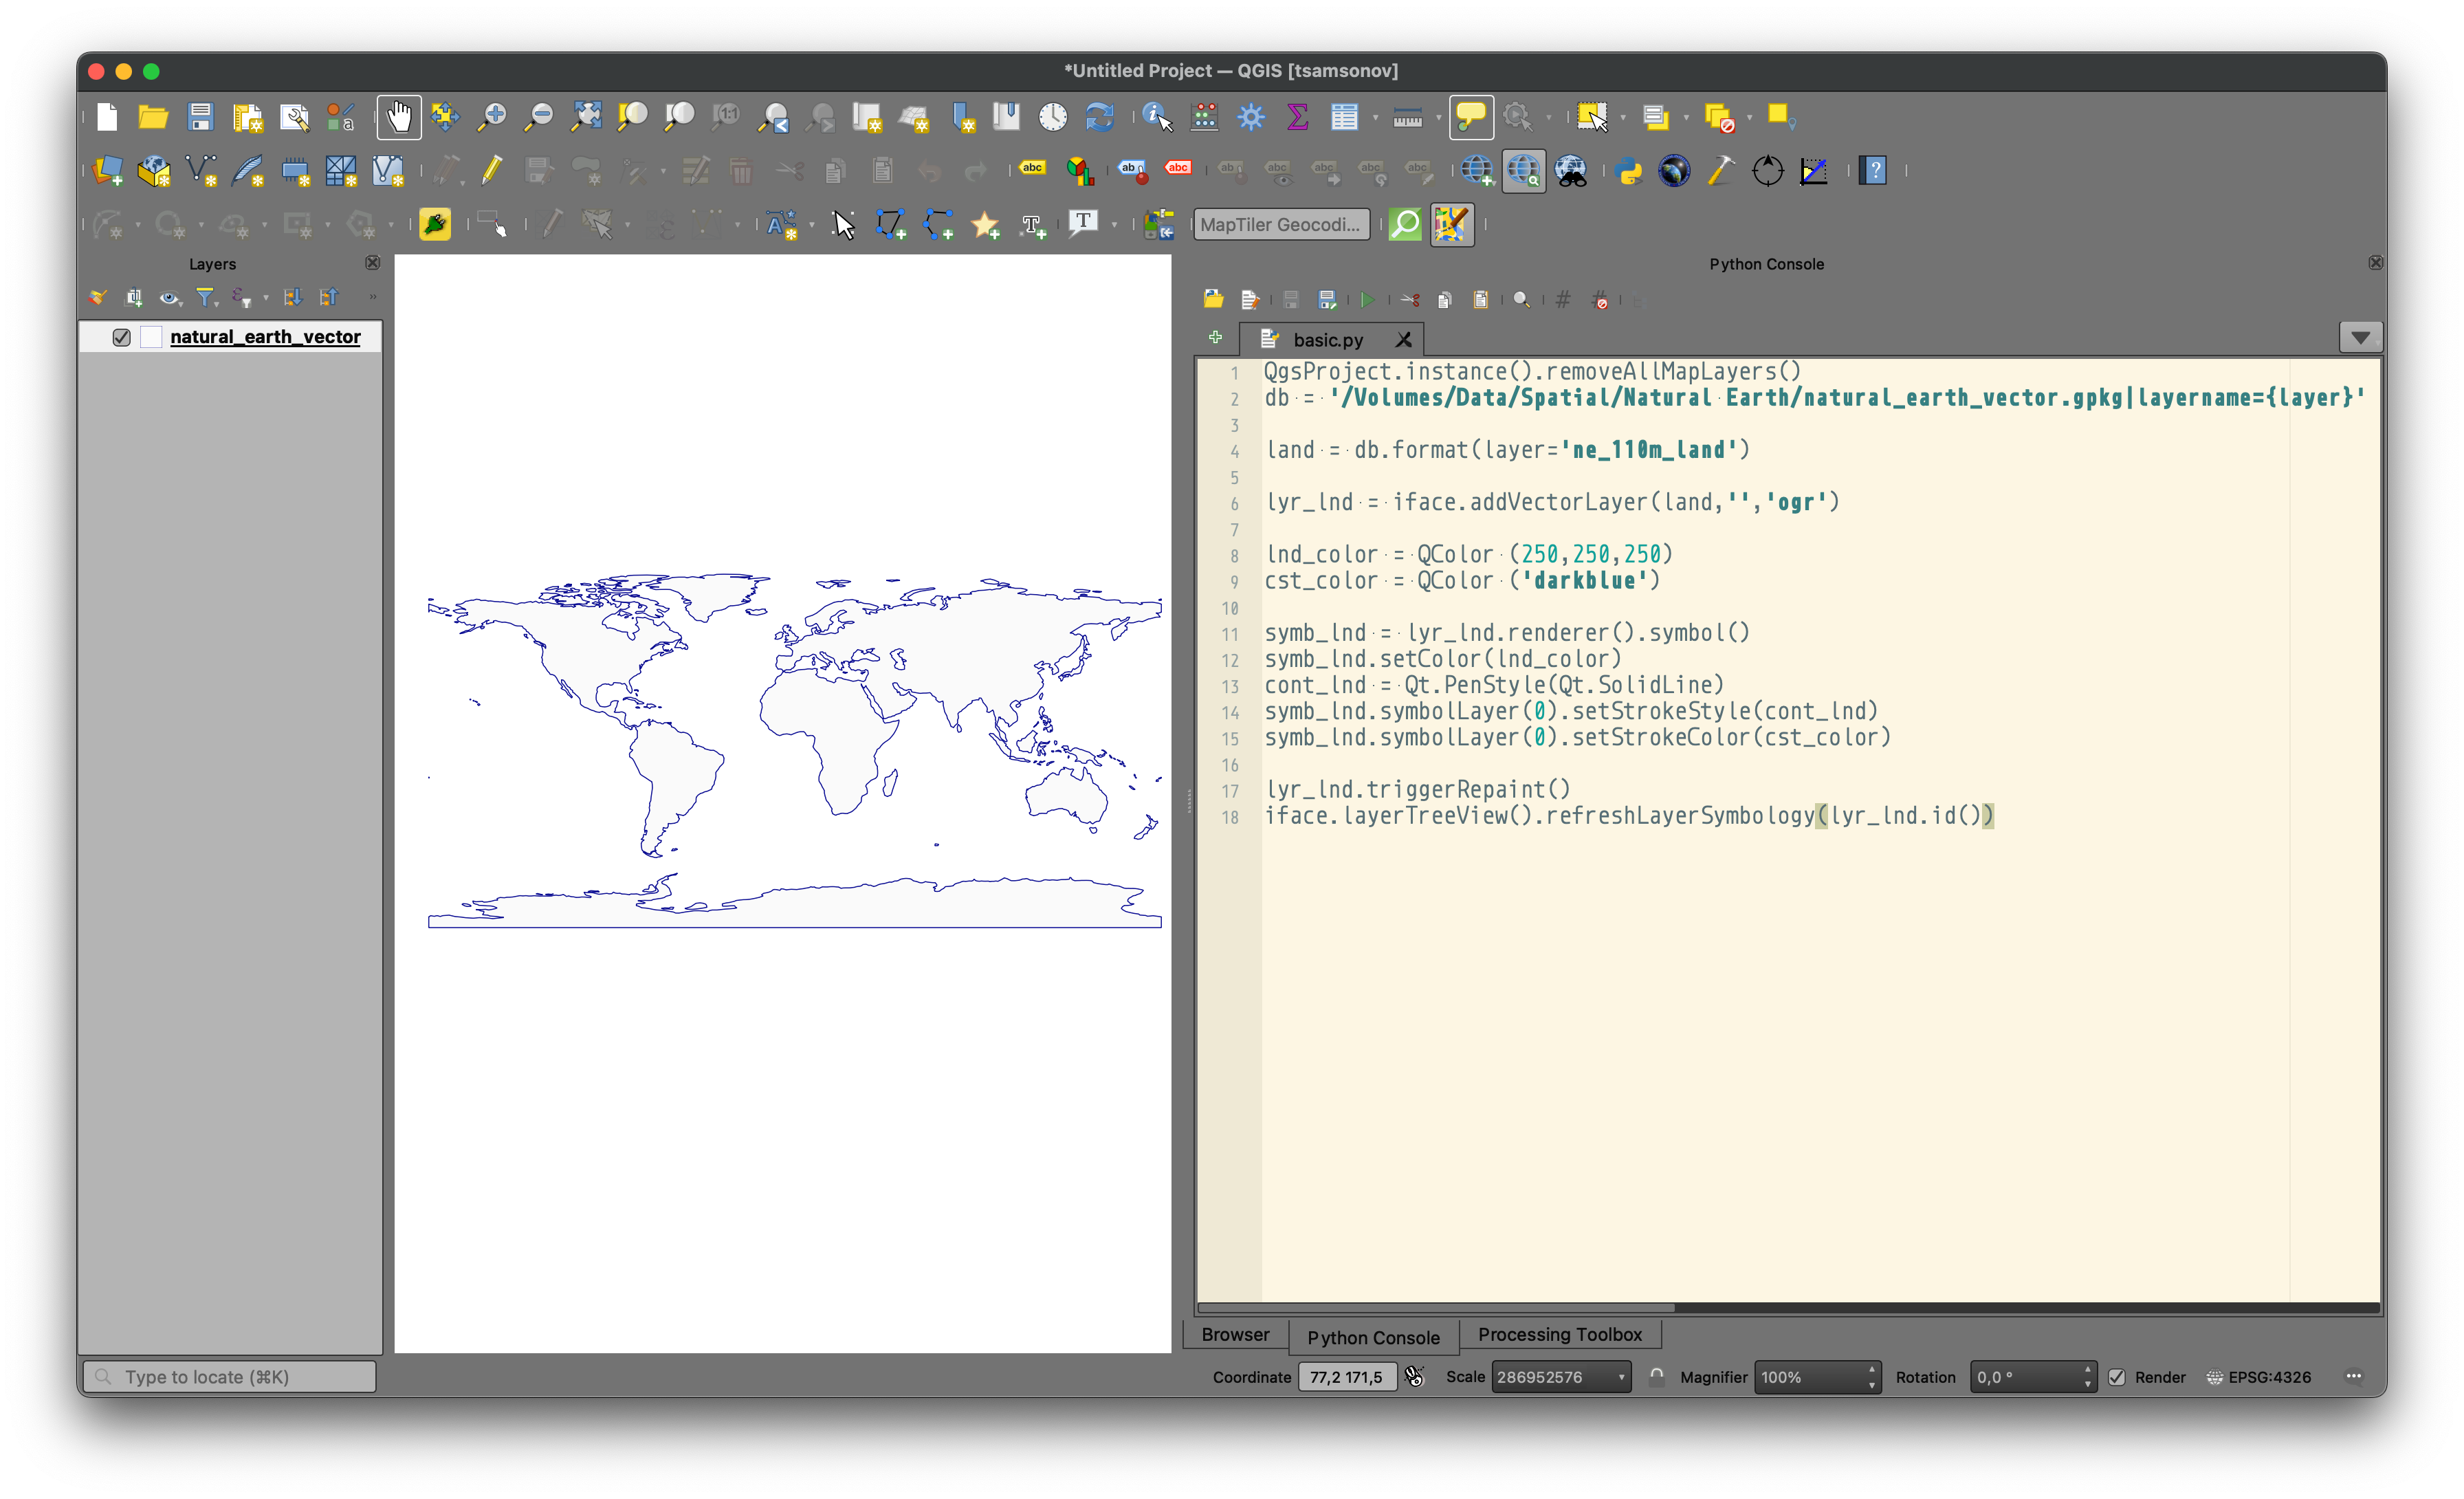 *Untitled Project — QGIS [tsamsonov]
MapTiler Geocodi...
Layers
natural_earth_vector
Python Console
basic.py
1 QgsProject.instance().removeAllMapLayers()
2 db = '/Volumes/Data/Spatial/Natural Earth/natural_earth_vector.gpkg|layername={layer}'
3
4 land = db.format(layer='ne_110m_land')
5
6 lyr_lnd = iface.addVectorLayer(land,'','ogr')
7
8 lnd_color = QColor (250,250,250)
9 cst_color = QColor ('darkblue')
10
11 symb_lnd = lyr_lnd.renderer().symbol()
12 symb_lnd.setColor(lnd_color)
13 cont_lnd = Qt.PenStyle(Qt.SolidLine)
14 symb_lnd.symbolLayer(0).setStrokeStyle(cont_lnd)
15 symb_lnd.symbolLayer(0).setStrokeColor(cst_color)
16
17 lyr_lnd.triggerRepaint()
18 iface.layerTreeView().refreshLayerSymbology(lyr_lnd.id())
Browser Python Console Processing Toolbox
Type to locate (⌘K) Coordinate 77,2 171,5 Scale 286952576 Magnifier 100% Rotation 0,0 ° Render EPSG:4326